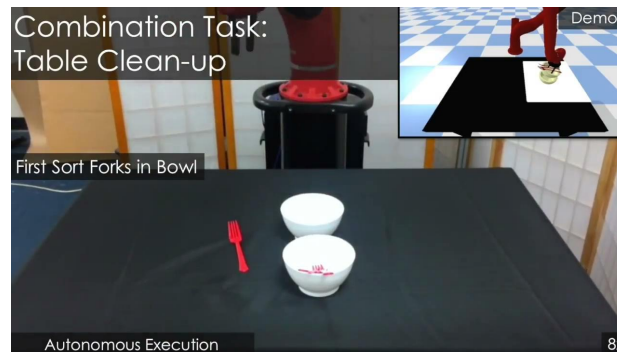 Combination Task:
Table Clean-up
Demo
First Sort Forks in Bowl
Autonomous Execution
8